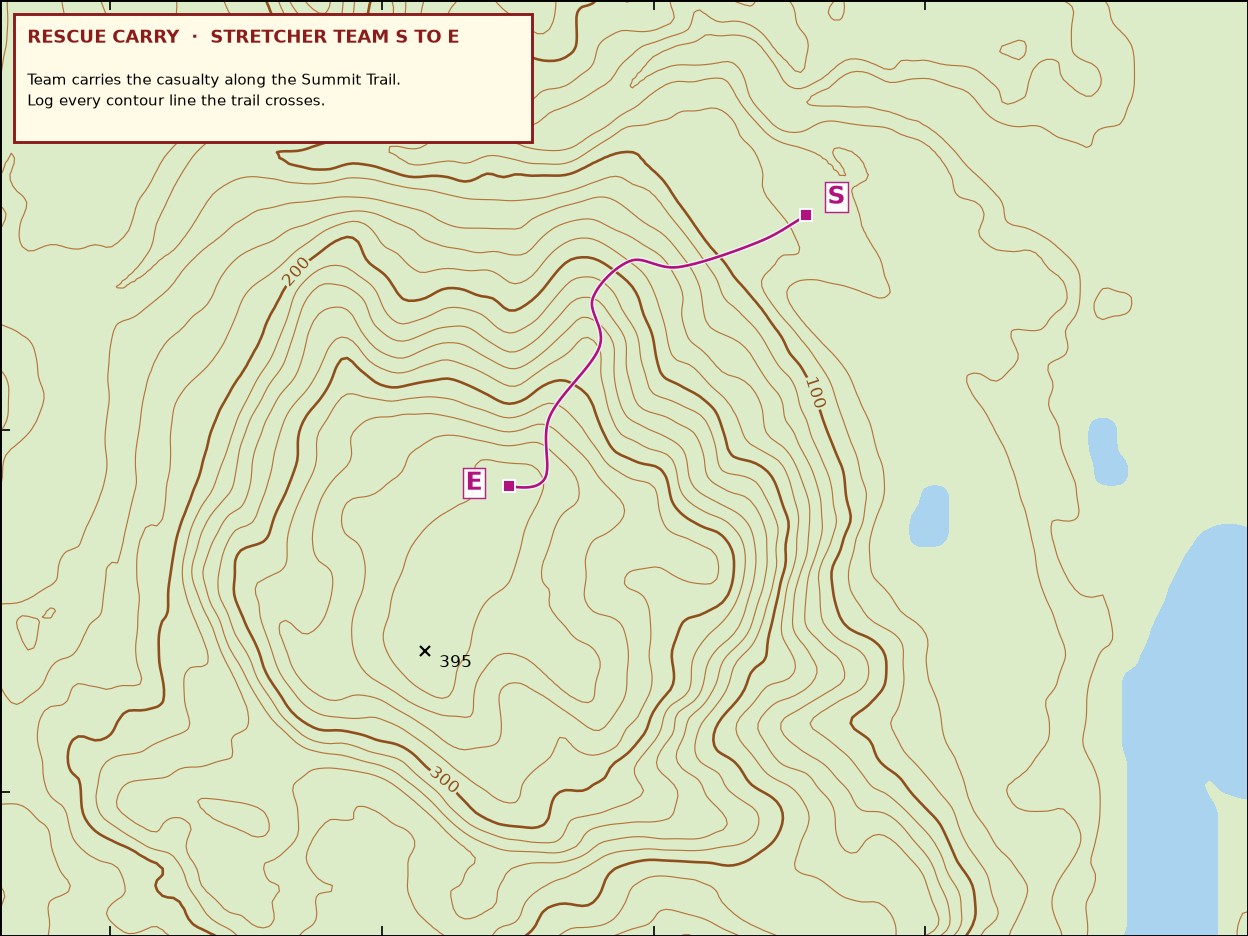 RESCUE CARRY · STRETCHER TEAM S TO E
Team carries the casualty along the Summit Trail.
Log every contour line the trail crosses.
S
200
100
E
395
300